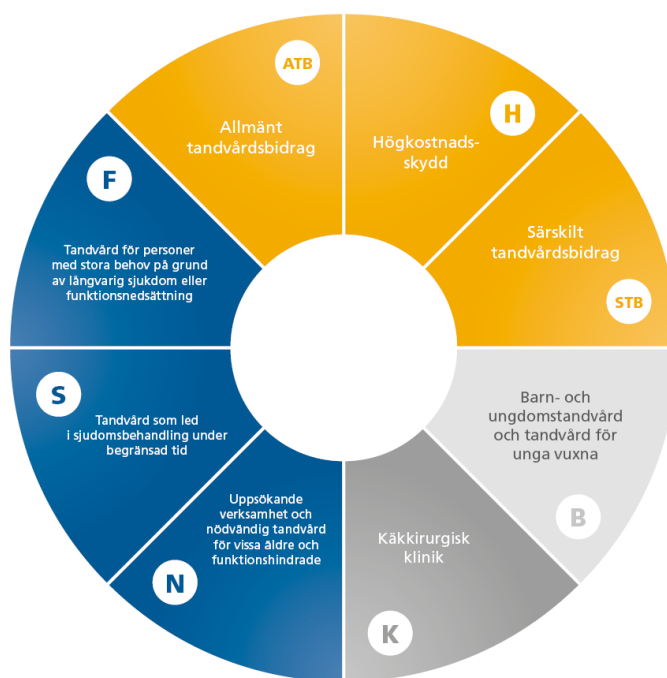 ATB
Allmänt
tandvårdsbidrag
H
Högkostnads-
skydd
Särskilt
tandvårdsbidrag
STB
Barn- och
ungdomstandvård
och tandvård för
unga vuxna
B
Käkkirurgisk
klinik
K
Uppsökande
verksamhet och
nödvändig tandvård
för vissa äldre och
funktionshindrade
N
S
Tandvård som led
i sjudomsbehandling under
begränsad tid
F
Tandvård för personer
med stora behov på grund
av långvarig sjukdom eller
funktionsnedsättning